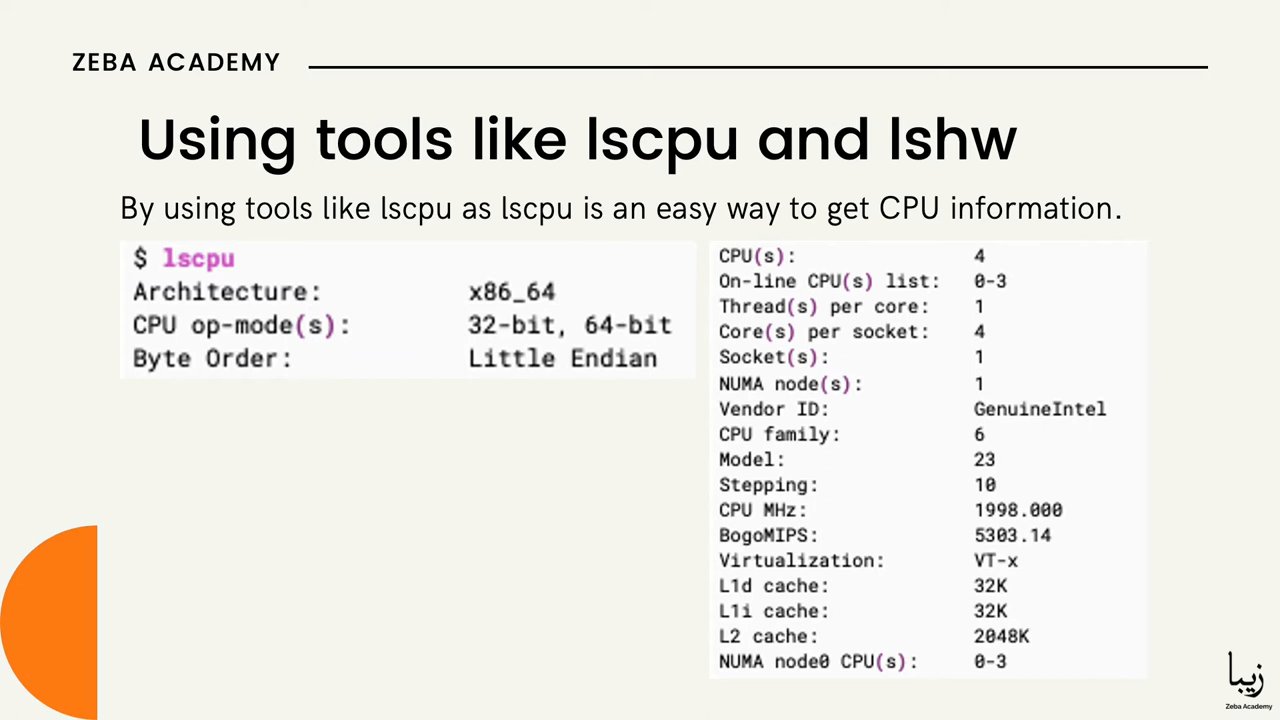 ZEBA ACADEMY
Using tools like lscpu and lshw
By using tools like lscpu as lscpu is an easy way to get CPU information.
$ lscpu
Architecture: x86_64
CPU op-mode(s): 32-bit, 64-bit
Byte Order: Little Endian
CPU(s): 4
On-line CPU(s) list: 0-3
Thread(s) per core: 1
Core(s) per socket: 4
Socket(s): 1
NUMA node(s): 1
Vendor ID: GenuineIntel
CPU family: 6
Model: 23
Stepping: 10
CPU MHz: 1998.000
BogoMIPS: 5303.14
Virtualization: VT-x
L1d cache: 32K
L1i cache: 32K
L2 cache: 2048K
NUMA node0 CPU(s): 0-3
زیبا
Zeba Academy